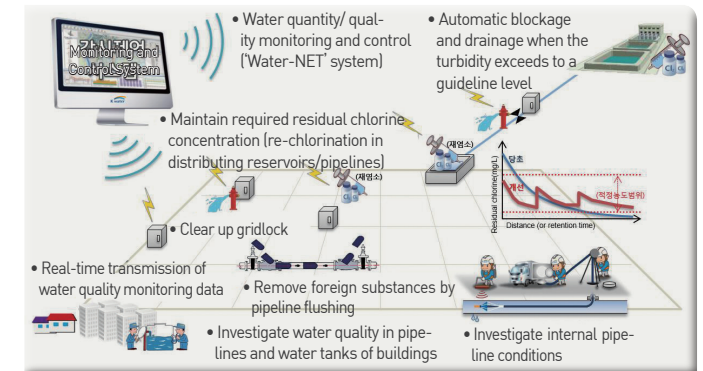 • Water quantity/ qual-
ity monitoring and control
('Water-NET' system)
• Automatic blockage
and drainage when the
turbidity exceeds to a
guideline level
Monitoring and
Control System
K water
CL
• Maintain required residual chlorine
concentration (re-chlorination in
distributing reservoirs/pipelines)
(재염소)
(재염소)
당초
개선
(적정농도범위)
Residual chlorine(mg/L)
Distance (or retention time)
• Clear up gridlock
• Real-time transmission of
water quality monitoring data
• Remove foreign substances by
pipeline flushing
• Investigate water quality in pipe-
lines and water tanks of buildings
• Investigate internal pipe-
line conditions